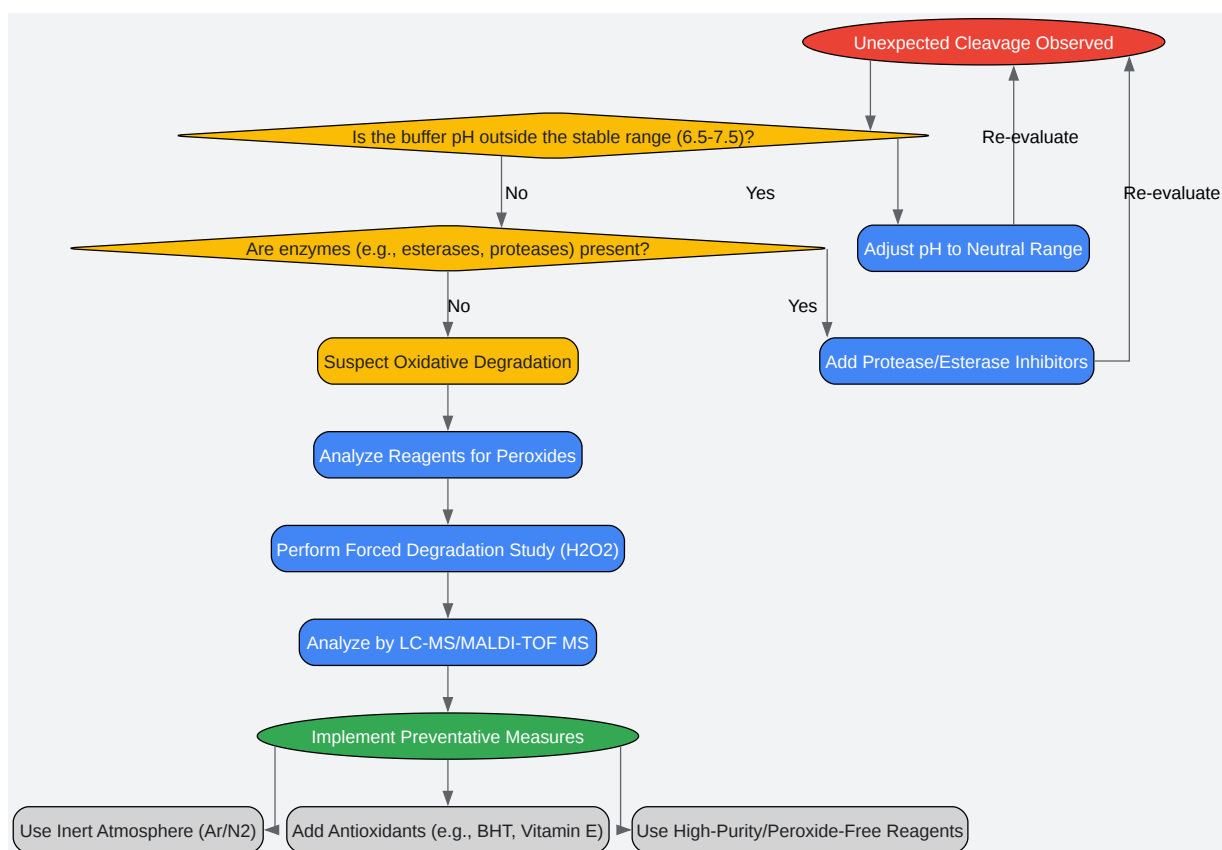 Unexpected Cleavage Observed
Is the buffer pH outside the stable range (6.5-7.5)?
Re-evaluate
No
Yes
Re-evaluate
Are enzymes (e.g., esterases, proteases) present?
Adjust pH to Neutral Range
No
Yes
Suspect Oxidative Degradation
Add Protease/Esterase Inhibitors
Analyze Reagents for Peroxides
Perform Forced Degradation Study (H2O2)
Analyze by LC-MS/MALDI-TOF MS
Implement Preventative Measures
Use Inert Atmosphere (Ar/N2)
Add Antioxidants (e.g., BHT, Vitamin E)
Use High-Purity/Peroxide-Free Reagents